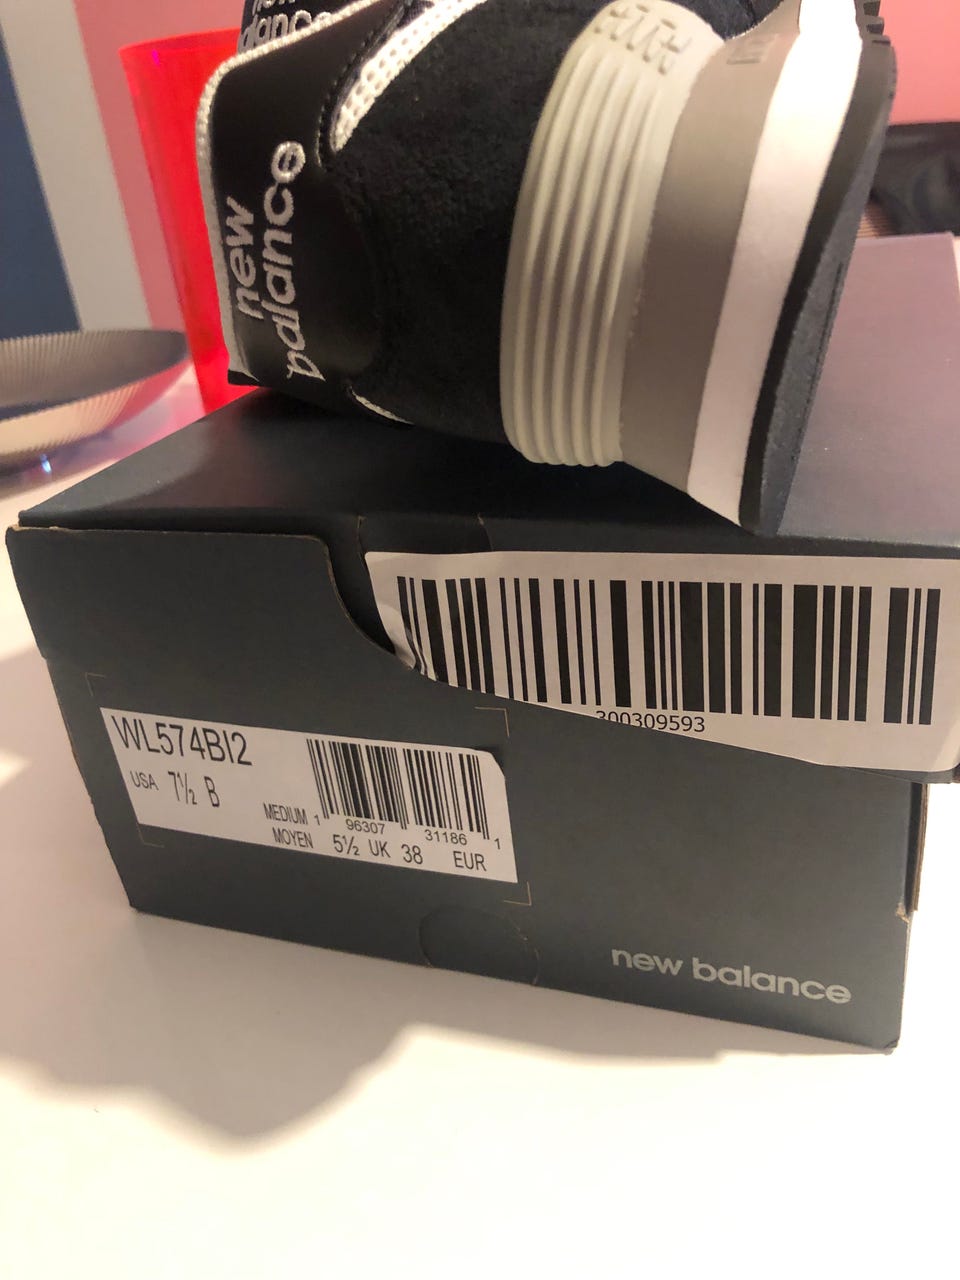 new
balance
new
balance
300309593
WL574BI2
USA 7½ B
MEDIUM 1 96307 31186 1
MOYEN 5½ UK 38 EUR
new balance